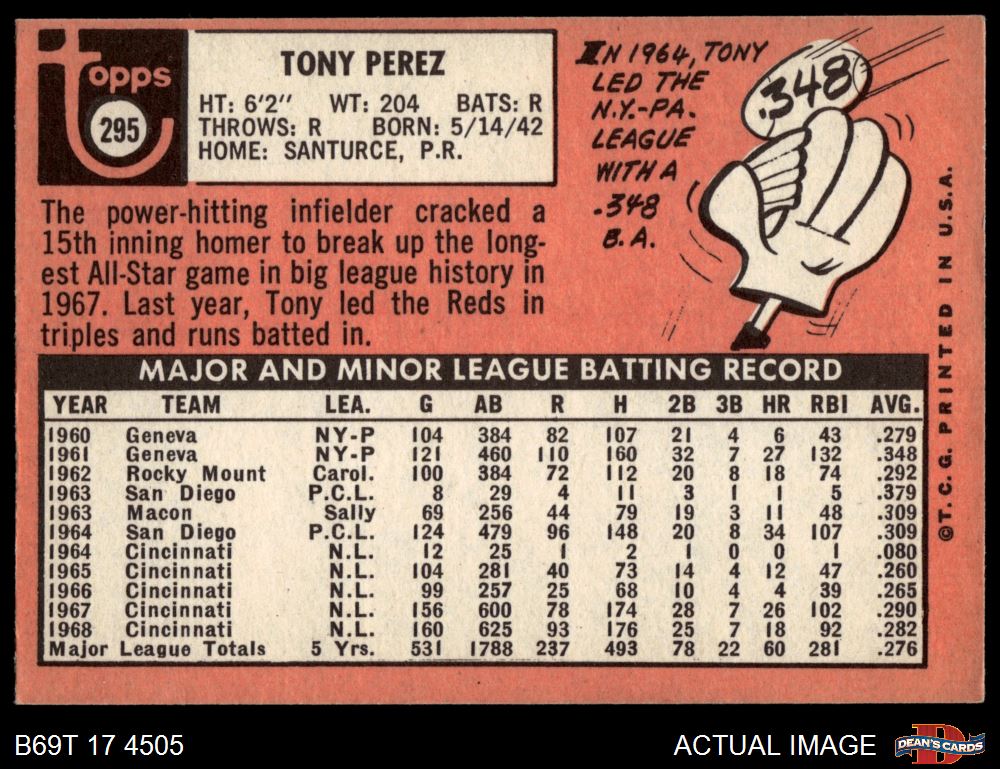 Topps
295
TONY PEREZ
HT: 6'2" WT: 204 BATS: R
THROWS: R BORN: 5/14/42
HOME: SANTURCE, P.R.
The power-hitting infielder cracked a
15th inning homer to break up the long-
est All-Star game in big league history in
1967. Last year, Tony led the Reds in
triples and runs batted in.
IN 1964, TONY
LED THE
N.Y.-PA.
LEAGUE
WITH A
.348
B.A.
.348
MAJOR AND MINOR LEAGUE BATTING RECORD
YEAR TEAM LEA. G AB R H 2B 3B HR RBI AVG.
1960 Geneva NY-P 104 384 82 107 21 4 6 43 .279
1961 Geneva NY-P 121 460 110 160 32 7 27 132 .348
1962 Rocky Mount Carol. 100 384 72 112 20 8 18 74 .292
1963 San Diego P.C.L. 8 29 4 11 3 1 1 5 .379
1963 Macon Sally 69 256 44 79 19 3 11 48 .309
1964 San Diego P.C.L. 124 479 96 148 20 8 34 107 .309
1964 Cincinnati N.L. 12 25 1 2 1 0 0 1 .080
1965 Cincinnati N.L. 104 281 40 73 14 4 12 47 .260
1966 Cincinnati N.L. 99 257 25 68 10 4 4 39 .265
1967 Cincinnati N.L. 156 600 78 174 28 7 26 102 .290
1968 Cincinnati N.L. 160 625 93 176 25 7 18 92 .282
Major League Totals 5 Yrs. 531 1788 237 493 78 22 60 281 .276
©T.C.G. PRINTED IN U.S.A.
B69T 17 4505
ACTUAL IMAGE
D
DEAN'S CARDS